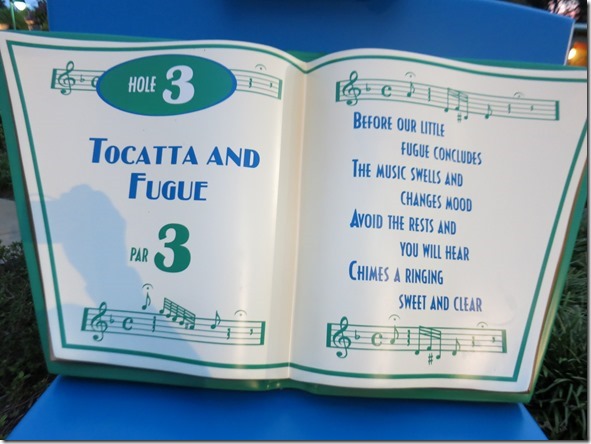 HOLE 3
TOCATTA AND
FUGUE
PAR 3
BEFORE OUR LITTLE
FUGUE CONCLUDES
THE MUSIC SWELLS AND
CHANGES MOOD
AVOID THE RESTS AND
YOU WILL HEAR
CHIMES A RINGING
SWEET AND CLEAR